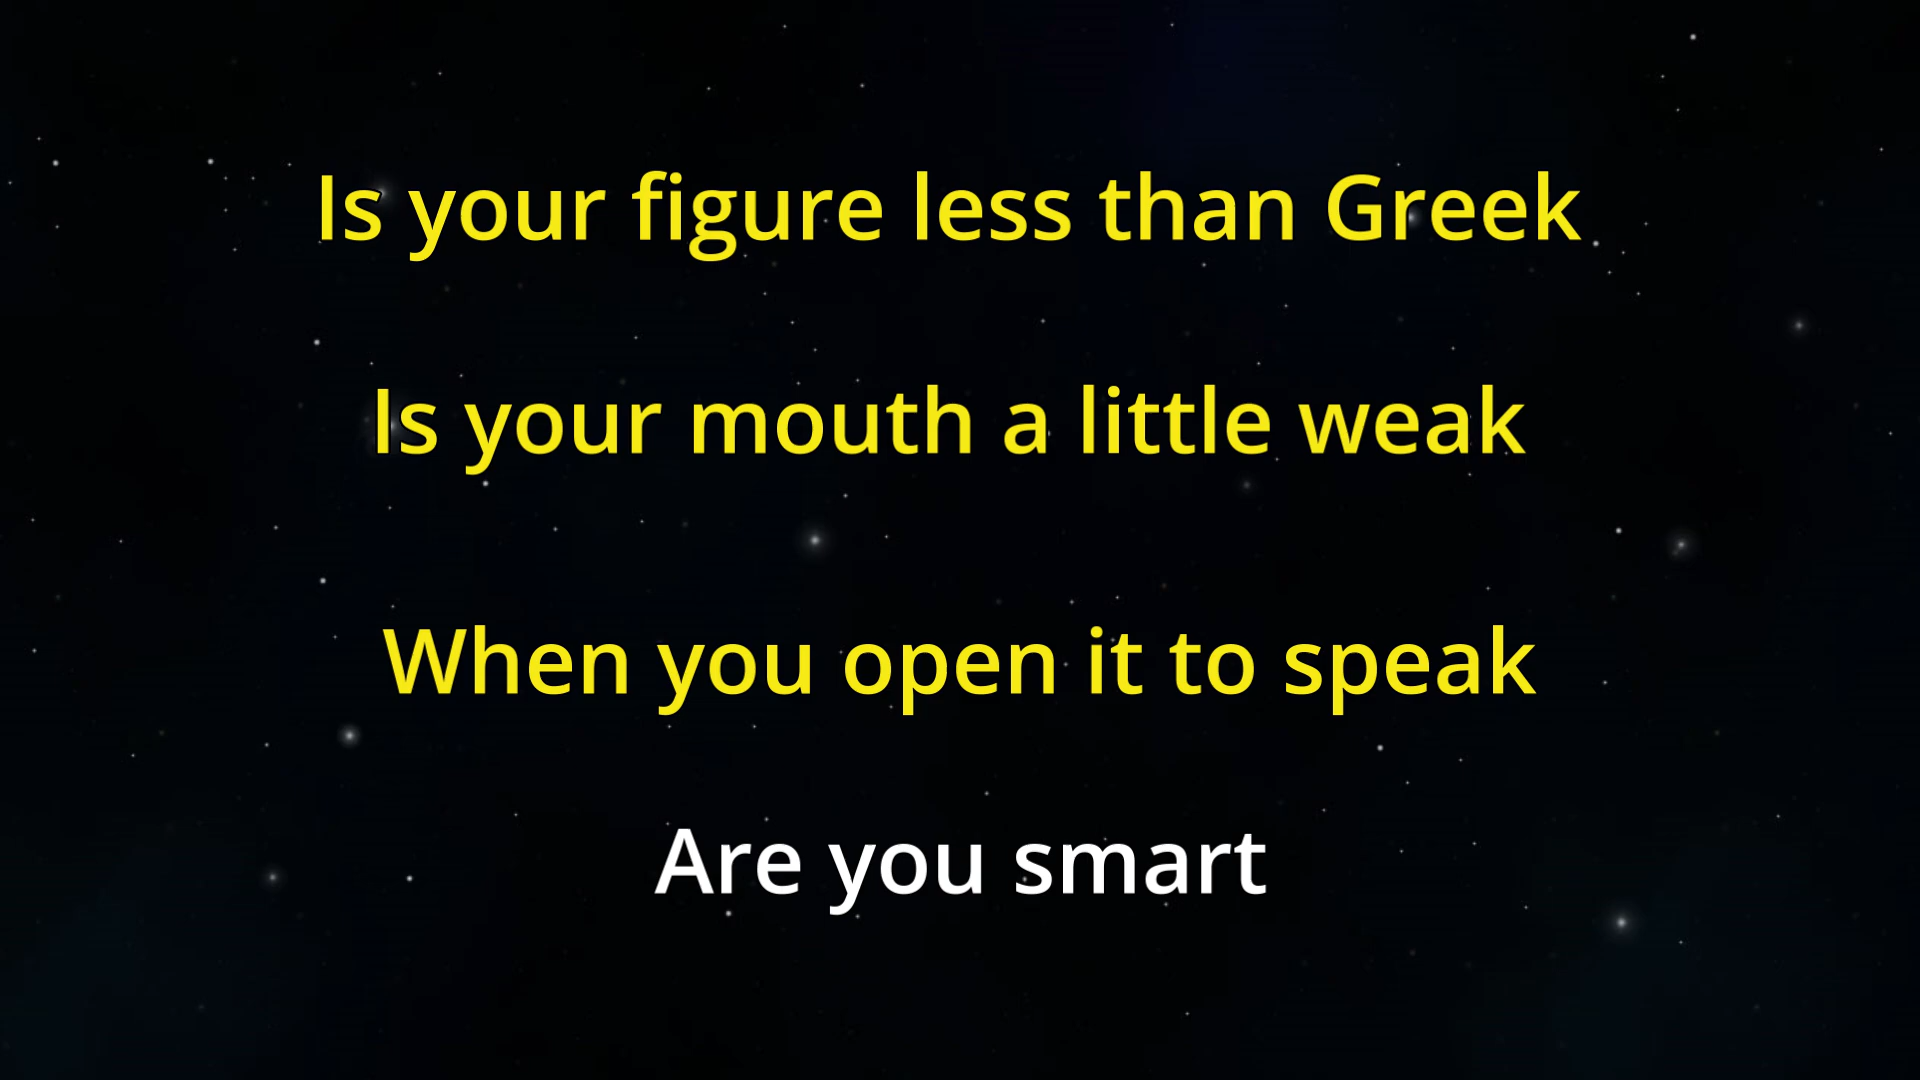 Is your figure less than Greek
Is your mouth a little weak
When you open it to speak
Are you smart